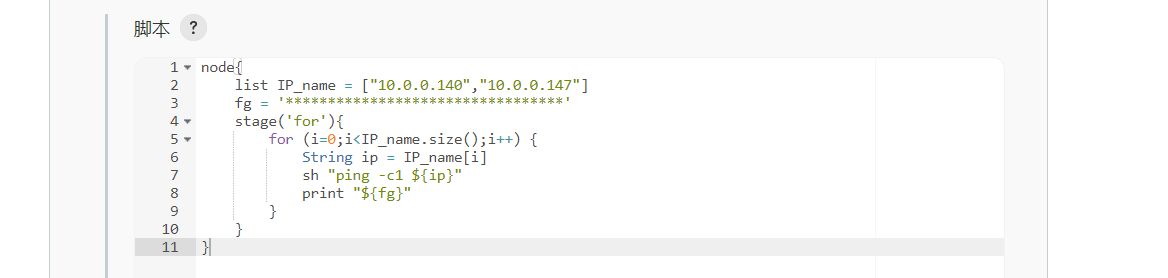 脚本 ?
1 node{
2 list IP_name = ["10.0.0.140","10.0.0.147"]
3 fg = '*********************************'
4 stage('for'){
5 for (i=0;i<IP_name.size();i++) {
6 String ip = IP_name[i]
7 sh "ping -c1 ${ip}"
8 print "${fg}"
9 }
10 }
11 }